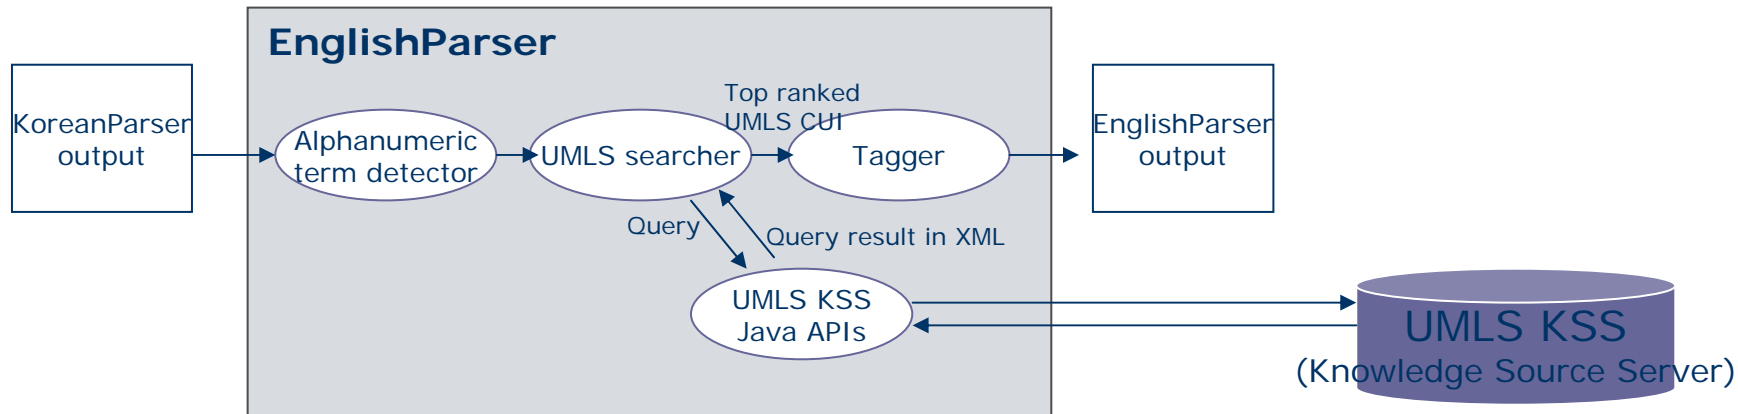 EnglishParser
KoreanParser
output
Alphanumeric
term detector
UMLS searcher
Top ranked
UMLS CUI
Tagger
EnglishParser
output
Query
Query result in XML
UMLS KSS
Java APIs
UMLS KSS
(Knowledge Source Server)